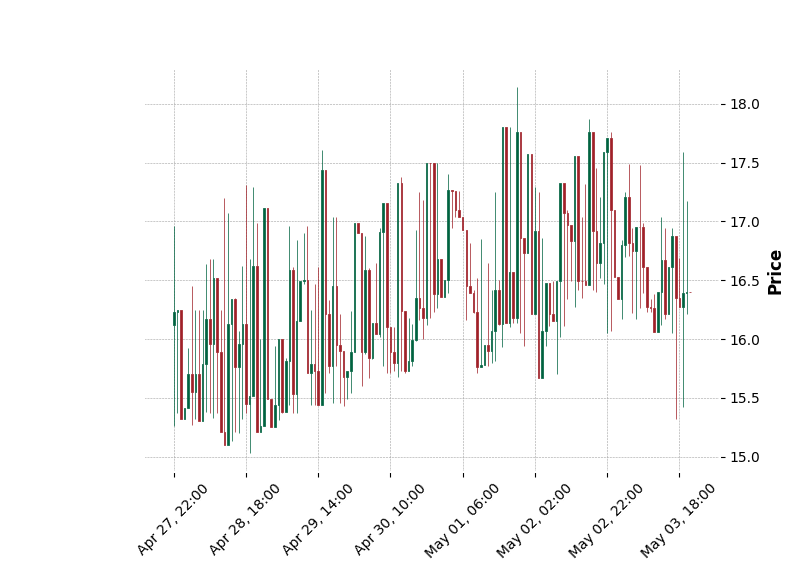 18.0
17.5
17.0
16.5
16.0
15.5
15.0
Price
Apr 27, 22:00
Apr 28, 18:00
Apr 29, 14:00
Apr 30, 10:00
May 01, 06:00
May 02, 02:00
May 02, 22:00
May 03, 18:00